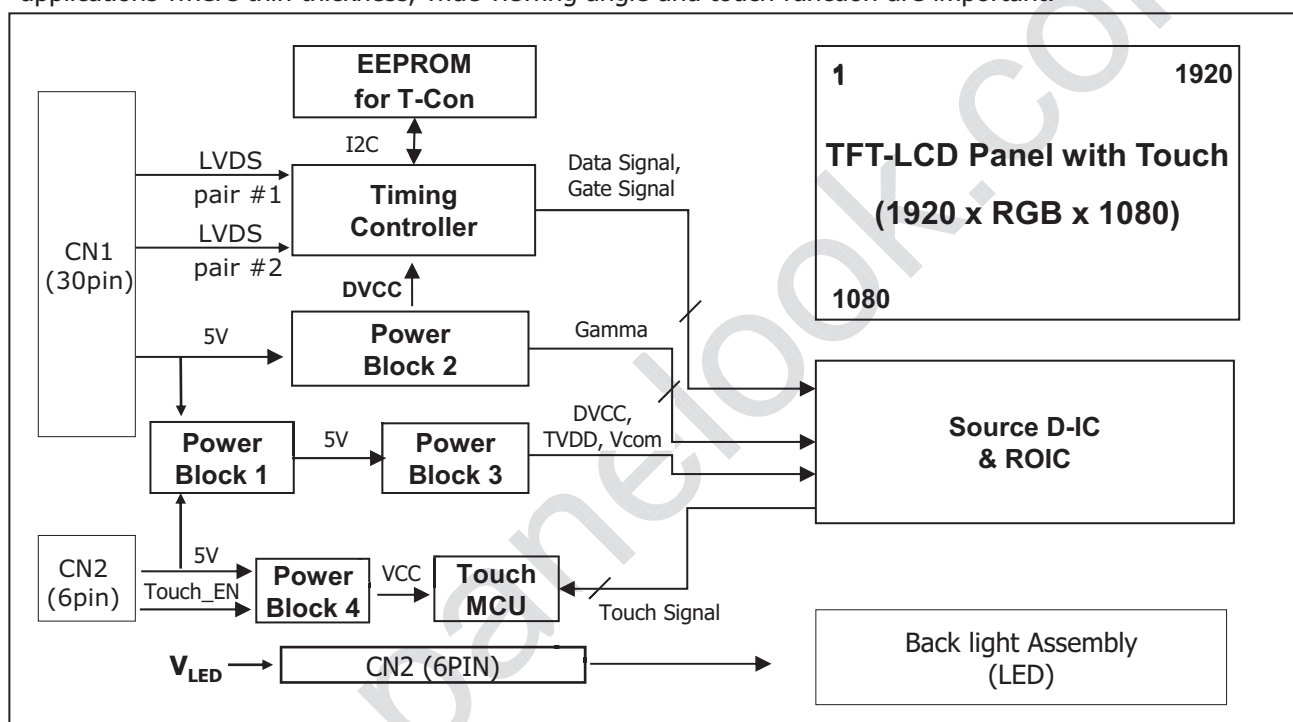 applications where thin thickness, wide viewing angle and touch function are important.
EEPROM
for T-Con
I2C
CN1
(30pin)
LVDS
pair #1
LVDS
pair #2
Timing
Controller
Data Signal,
Gate Signal
1
1920
TFT-LCD Panel with Touch
(1920 x RGB x 1080)
1080
DVCC
5V
Power
Block 2
Gamma
Power
Block 1
5V
Power
Block 3
DVCC,
TVDD, Vcom
Source D-IC
& ROIC
CN2
(6pin)
5V
Touch_EN
Power
Block 4
VCC
Touch
MCU
Touch Signal
VLED
CN2 (6PIN)
Back light Assembly
(LED)
panelook.co